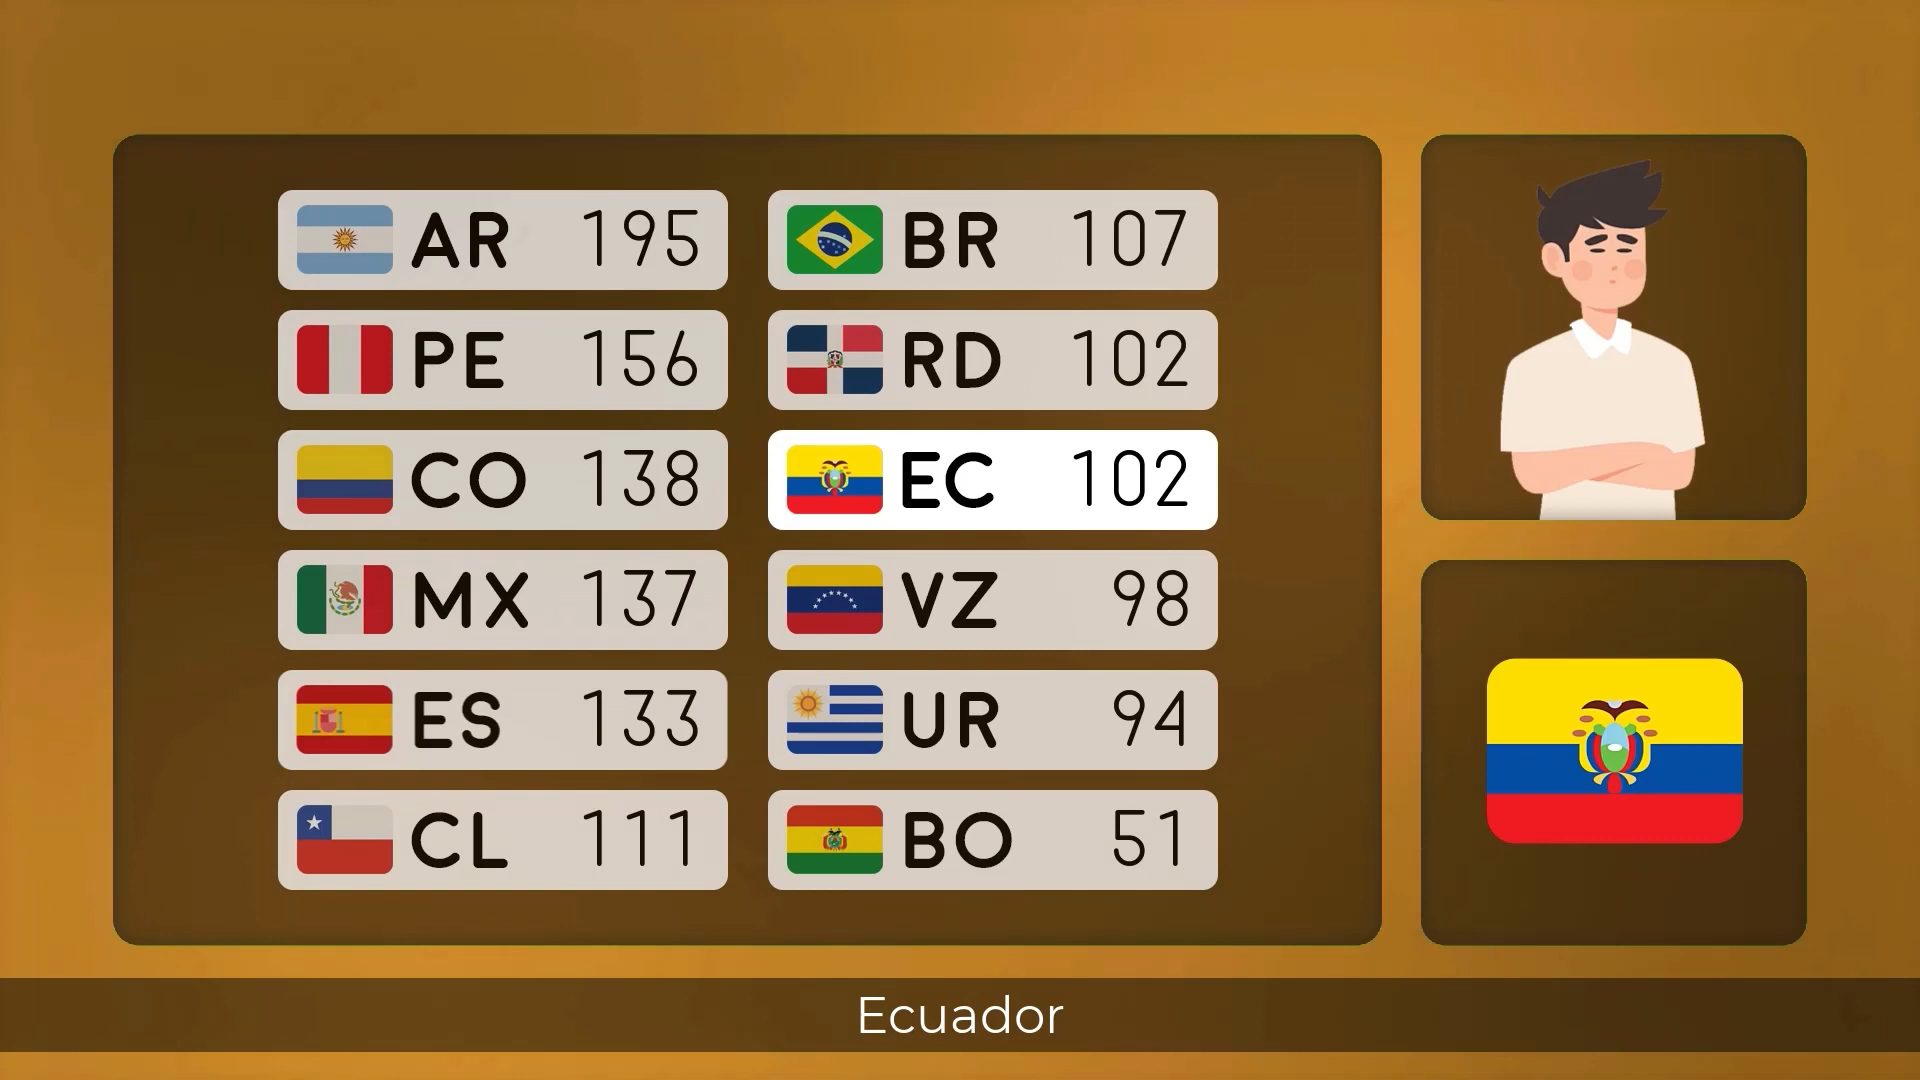 AR 195
PE 156
CO 138
MX 137
ES 133
CL 111
BR 107
RD 102
EC 102
VZ 98
UR 94
BO 51
Ecuador